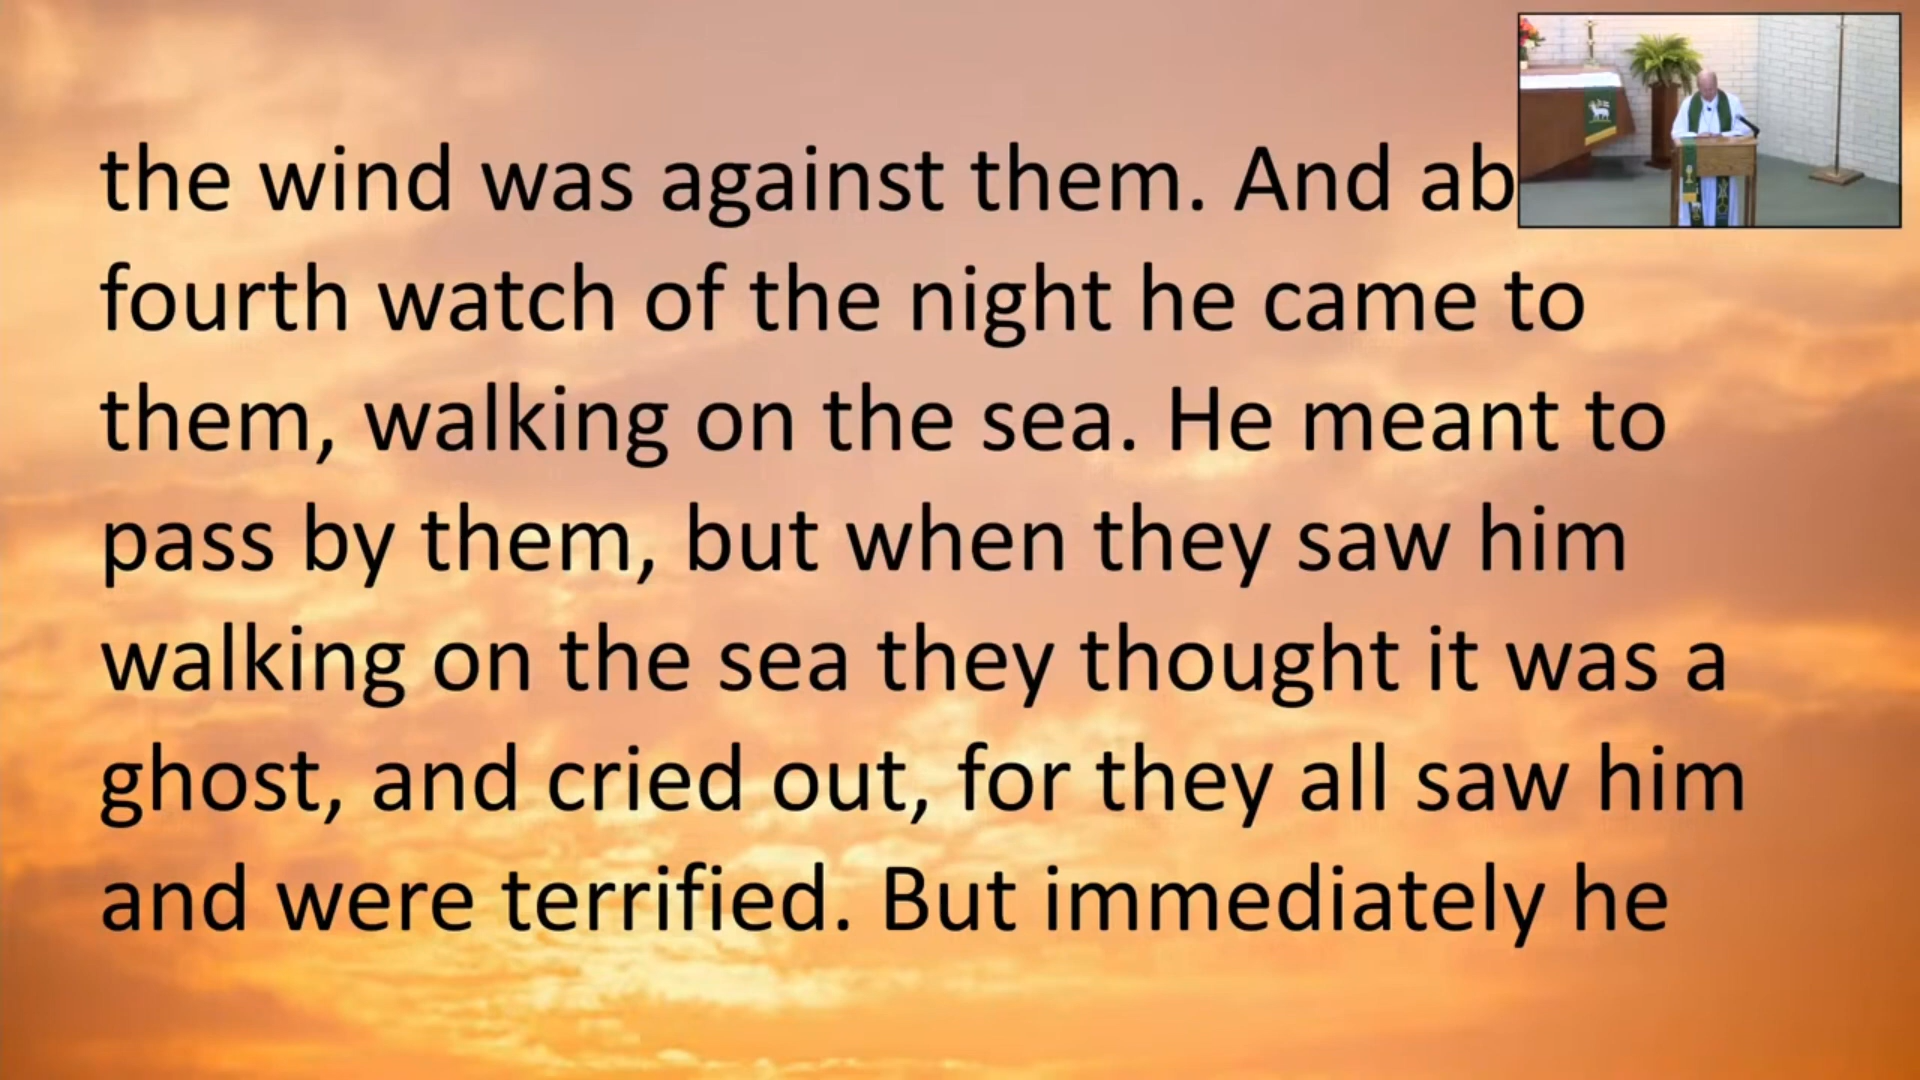 the wind was against them. And ab
fourth watch of the night he came to
them, walking on the sea. He meant to
pass by them, but when they saw him
walking on the sea they thought it was a
ghost, and cried out, for they all saw him
and were terrified. But immediately he